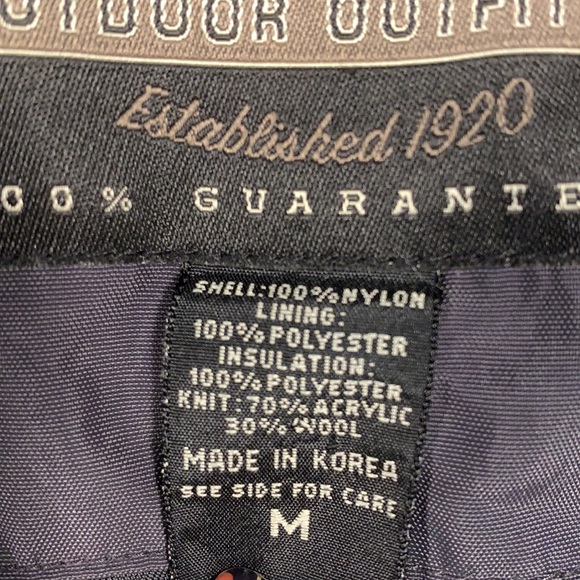 OUTDOOR OUTFIT
Established 1920
00% GUARANTE
SHELL:100%NYLON
LINING:
100%POLYESTER
INSULATION:
100%POLYESTER
KNIT:70%ACRYLIC
30%WOOL
MADE IN KOREA
SEE SIDE FOR CARE
M